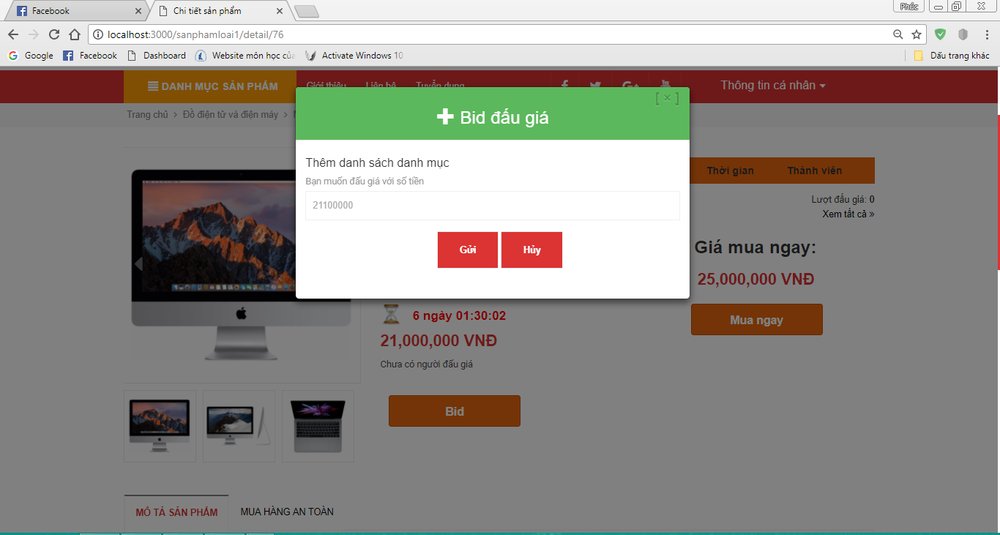 Facebook
Chi tiết sản phẩm
Phúc
localhost:3000/sanphamloai1/detail/76
Google
Facebook
Dashboard
Website môn học củ
Activate Windows 10
Dấu trang khác
DANH MỤC SẢN PHẨM
Giới thiệu
Liên hệ
Tuyển dụng
Thông tin cá nhân
[ × ]
Bid đấu giá
Trang chủ > Đồ điện tử và điện máy >
Thêm danh sách danh mục
Bạn muốn đấu giá với số tiền
21100000
Gửi
Hủy
Thời gian
Thành viên
Lượt đấu giá: 0
Xem tất cả »
Giá mua ngay:
25,000,000 VNĐ
Mua ngay
6 ngày 01:30:02
21,000,000 VNĐ
Chưa có người đấu giá
Bid
MÔ TẢ SẢN PHẨM
MUA HÀNG AN TOÀN